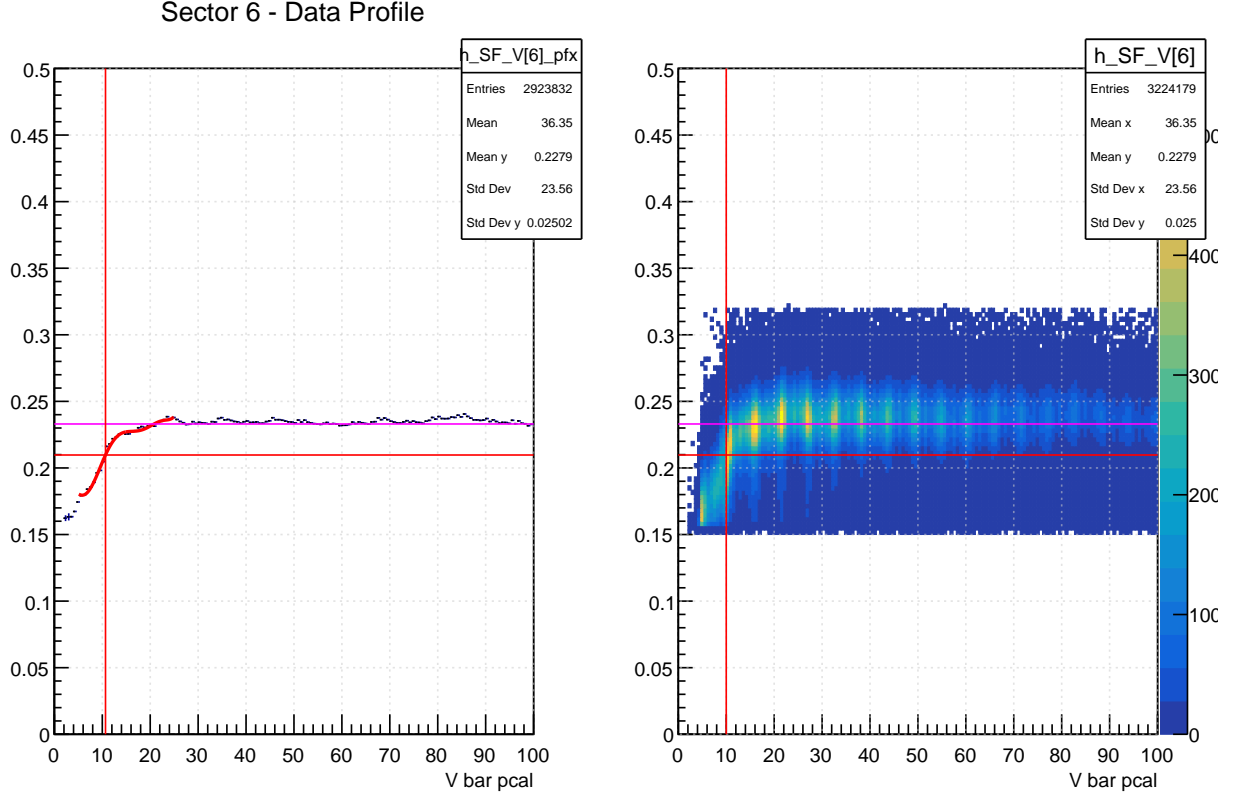 Sector 6 - Data Profile
h_SF_V[6]_pfx
Entries 2923832
Mean 36.35
Mean y 0.2279
Std Dev 23.56
Std Dev y 0.02502
0.5
0.45
0.4
0.35
0.3
0.25
0.2
0.15
0.1
0.05
0
0 10 20 30 40 50 60 70 80 90 100
V bar pcal
h_SF_V[6]
Entries 3224179
Mean x 36.35
Mean y 0.2279
Std Dev x 23.56
Std Dev y 0.025
0.5
0.45
0.4
0.35
0.3
0.25
0.2
0.15
0.1
0.05
0
0 10 20 30 40 50 60 70 80 90 100
V bar pcal
400
300
200
100
0